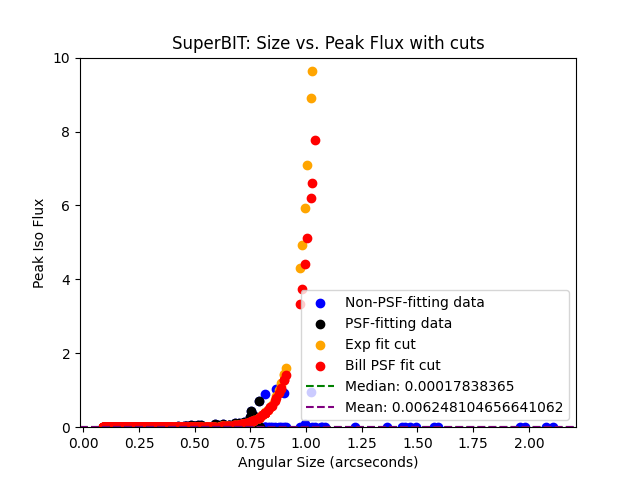 SuperBIT: Size vs. Peak Flux with cuts
10
8
6
4
2
0
Peak Iso Flux
Non-PSF-fitting data
PSF-fitting data
Exp fit cut
Bill PSF fit cut
Median: 0.00017838365
Mean: 0.006248104656641062
0.00 0.25 0.50 0.75 1.00 1.25 1.50 1.75 2.00
Angular Size (arcseconds)